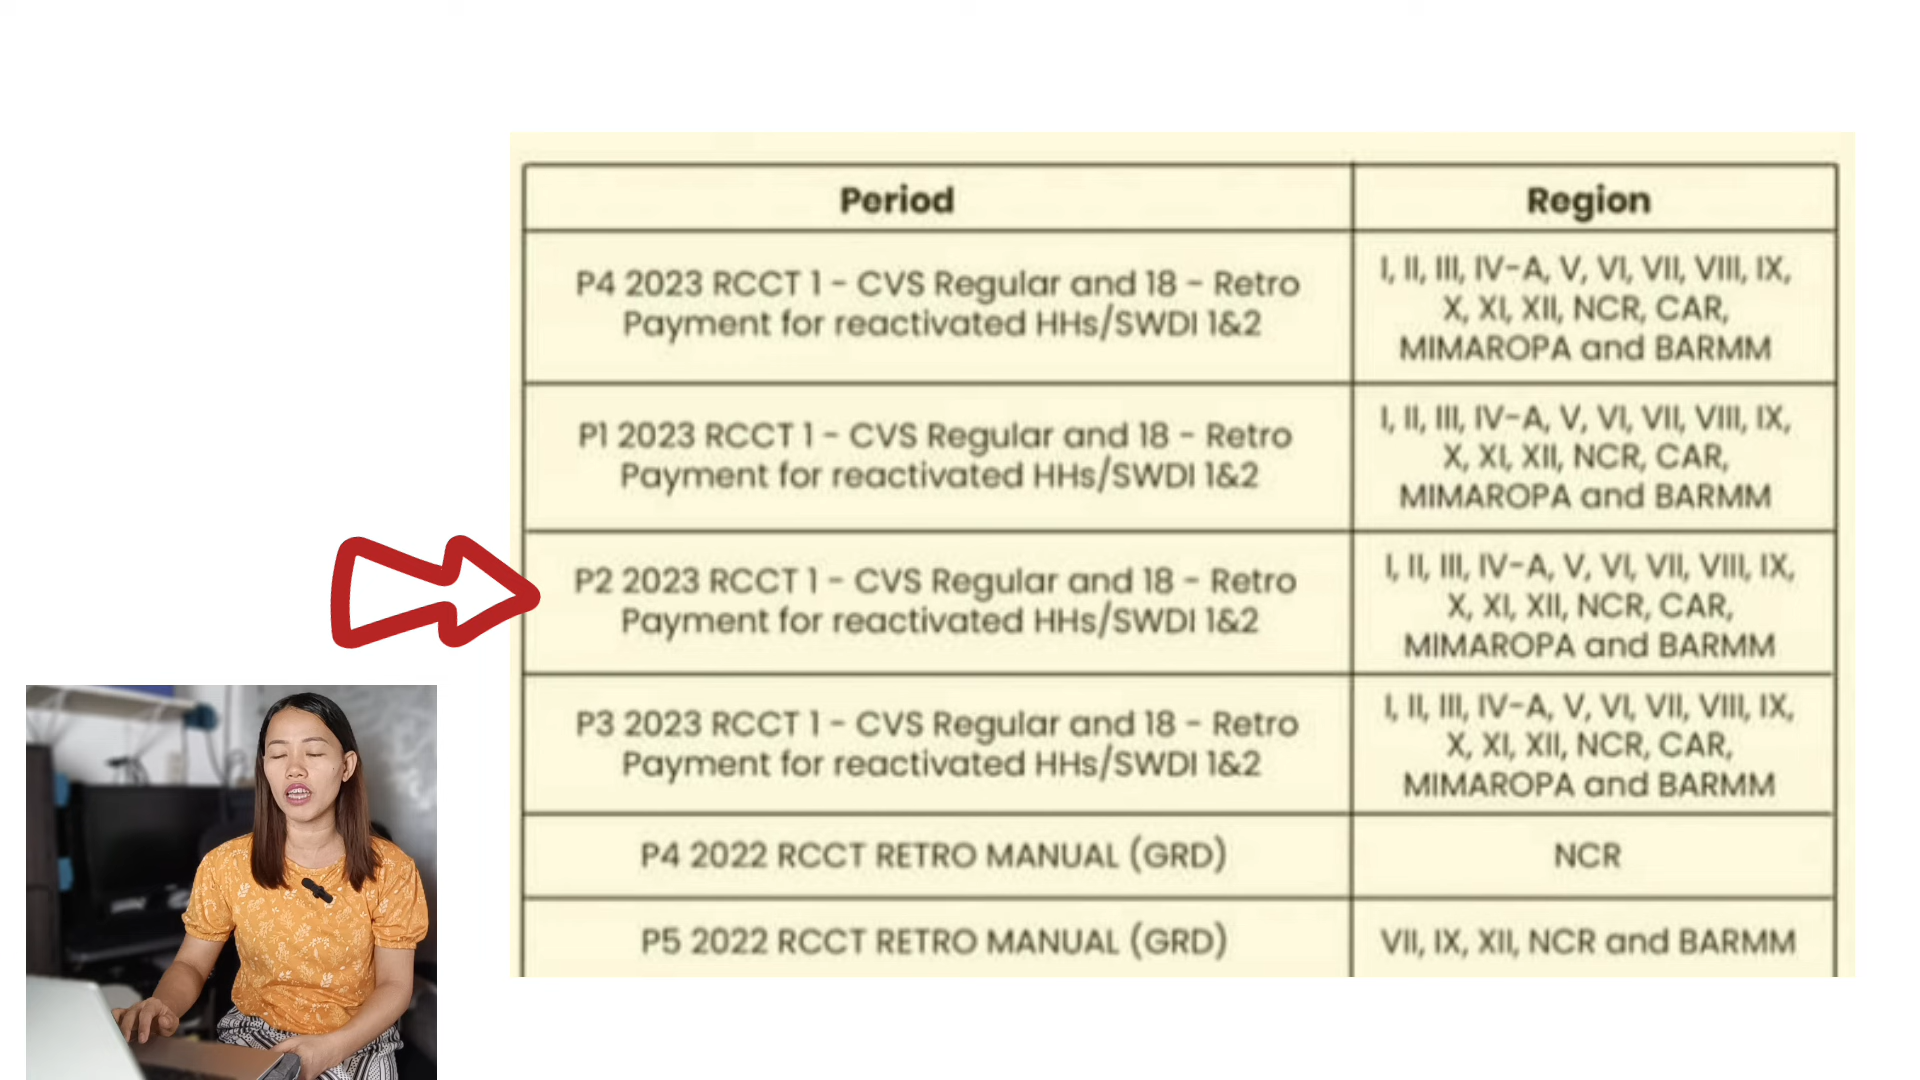 Period
Region
P4 2023 RCCT 1 - CVS Regular and 18 - Retro
Payment for reactivated HHs/SWDI 1&2
I, II, III, IV-A, V, VI, VII, VIII, IX,
X, XI, XII, NCR, CAR,
MIMAROPA and BARMM
P1 2023 RCCT 1 - CVS Regular and 18 - Retro
Payment for reactivated HHs/SWDI 1&2
I, II, III, IV-A, V, VI, VII, VIII, IX,
X, XI, XII, NCR, CAR,
MIMAROPA and BARMM
P2 2023 RCCT 1 - CVS Regular and 18 - Retro
Payment for reactivated HHs/SWDI 1&2
I, II, III, IV-A, V, VI, VII, VIII, IX,
X, XI, XII, NCR, CAR,
MIMAROPA and BARMM
P3 2023 RCCT 1 - CVS Regular and 18 - Retro
Payment for reactivated HHs/SWDI 1&2
I, II, III, IV-A, V, VI, VII, VIII, IX,
X, XI, XII, NCR, CAR,
MIMAROPA and BARMM
P4 2022 RCCT RETRO MANUAL (GRD)
NCR
P5 2022 RCCT RETRO MANUAL (GRD)
VII, IX, XII, NCR and BARMM